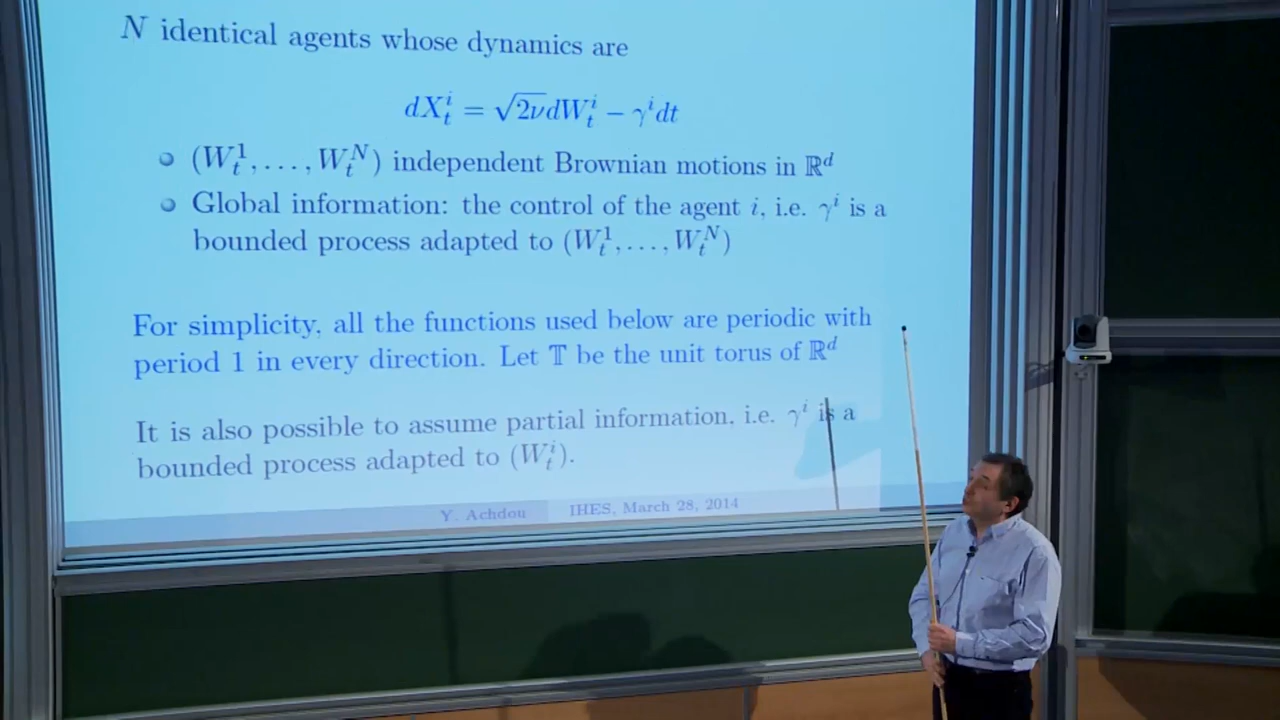 N identical agents whose dynamics are
dX_t^i = √2ν dW_t^i − γ^i dt
(W_t^1, . . . , W_t^N) independent Brownian motions in ℝ^d
Global information: the control of the agent i, i.e. γ^i is a
bounded process adapted to (W_t^1, . . . , W_t^N)
For simplicity, all the functions used below are periodic with
period 1 in every direction. Let 𝕋 be the unit torus of ℝ^d
It is also possible to assume partial information, i.e. γ^i is a
bounded process adapted to (W_t^i).
Y. Achdou IHES, March 28, 2014